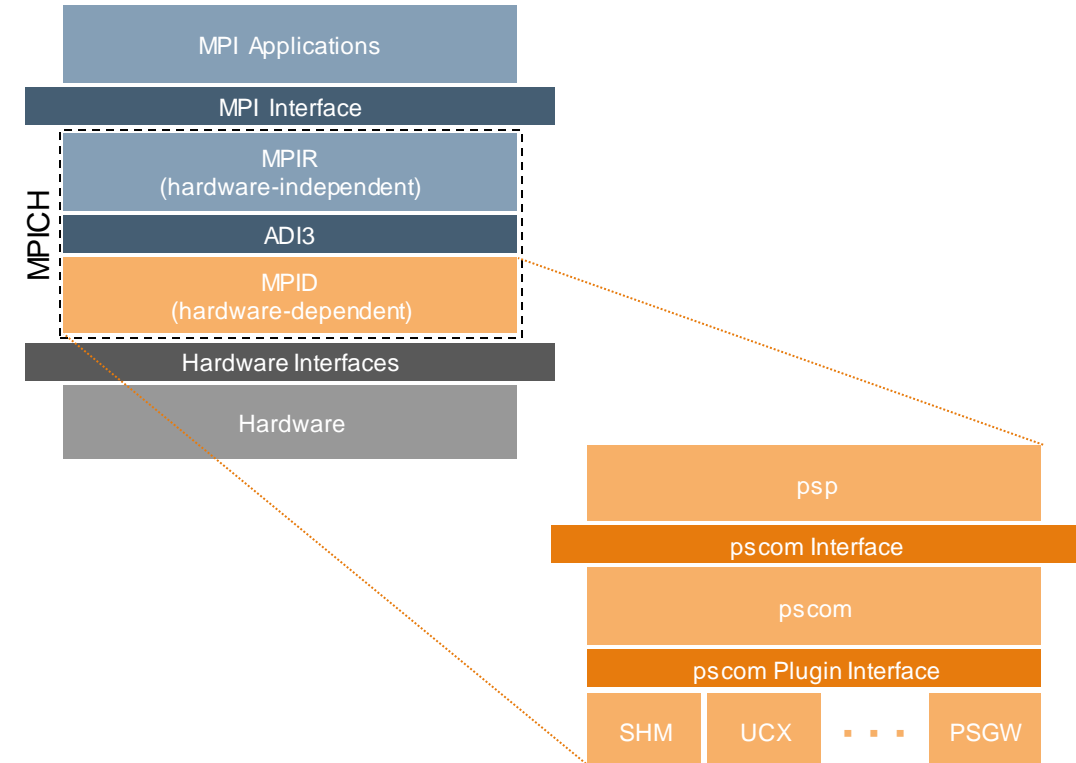 MPI Applications
MPI Interface
MPICH
MPIR
(hardware-independent)
ADI3
MPID
(hardware-dependent)
Hardware Interfaces
Hardware
psp
pscom Interface
pscom
pscom Plugin Interface
SHM UCX ... PSGW